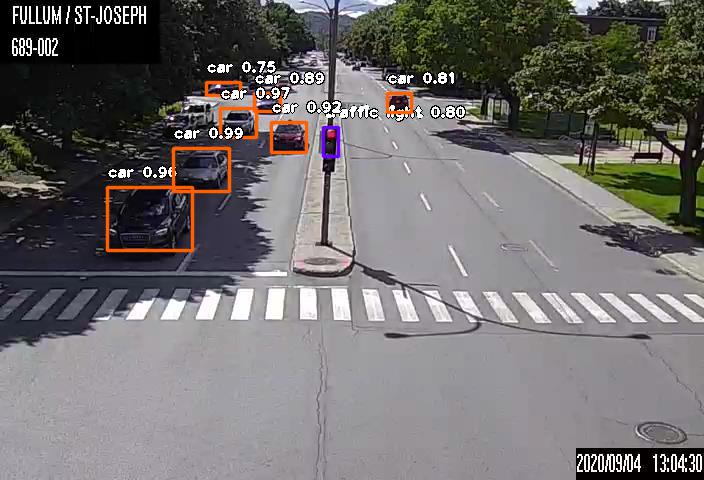 FULLUM / ST-JOSEPH
689-002
car 0.75
car 0.89
car 0.81
car 0.97
car 0.92
traffic light 0.80
car 0.99
car 0.96
2020/09/04 13:04:30